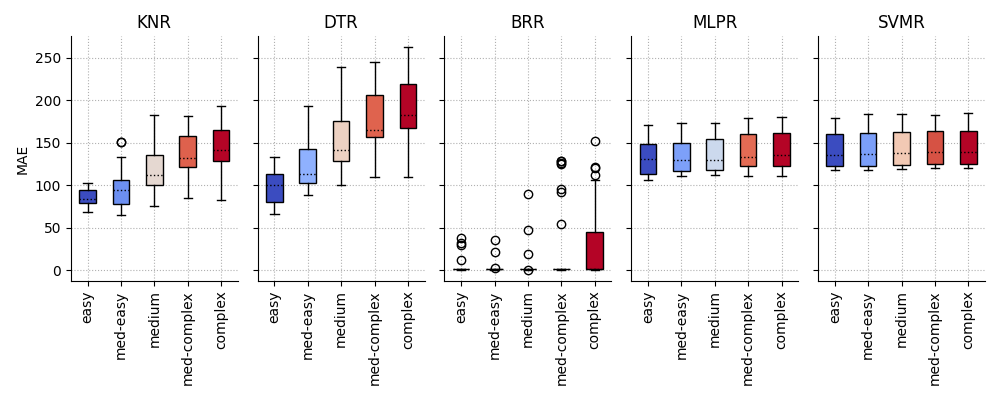 KNR
DTR
BRR
MLPR
SVMR
MAE
250
200
150
100
50
0
easy
med-easy
medium
med-complex
complex
easy
med-easy
medium
med-complex
complex
easy
med-easy
medium
med-complex
complex
easy
med-easy
medium
med-complex
complex
easy
med-easy
medium
med-complex
complex